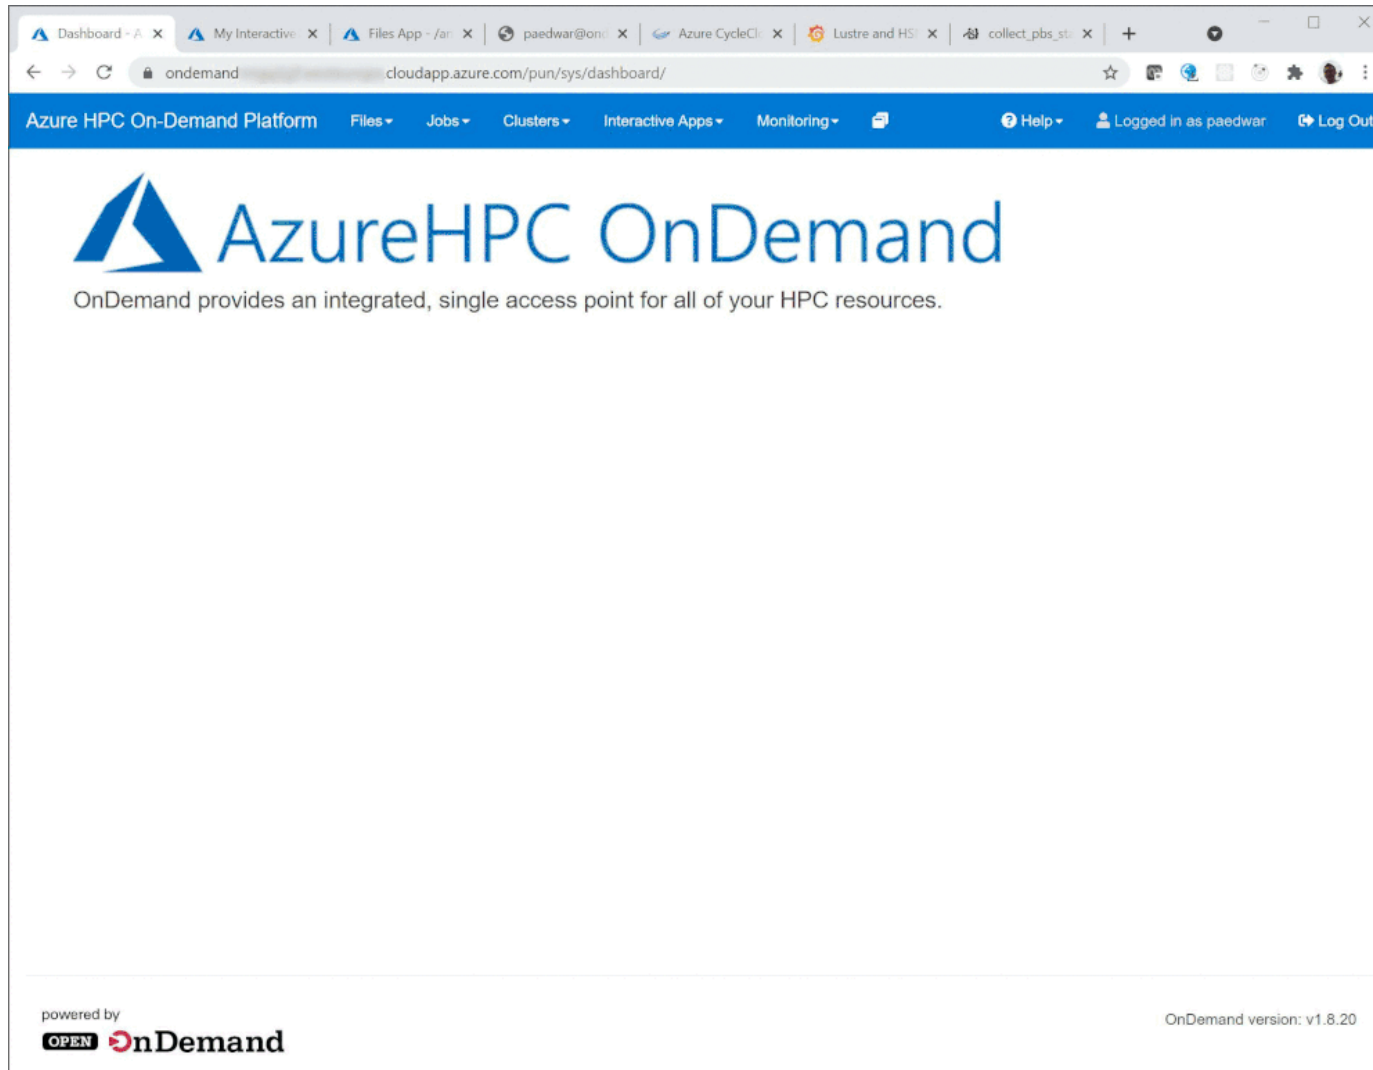 Dashboard - A
My Interactive
Files App - /an
paedwar@ond
Azure CycleCl
Lustre and HS
collect_pbs_sta
ondemand
.cloudapp.azure.com/pun/sys/dashboard/
Azure HPC On-Demand Platform
Files
Jobs
Clusters
Interactive Apps
Monitoring
Help
Logged in as paedwar
Log Out
AzureHPC OnDemand
OnDemand provides an integrated, single access point for all of your HPC resources.
powered by
OPEN OnDemand
OnDemand version: v1.8.20